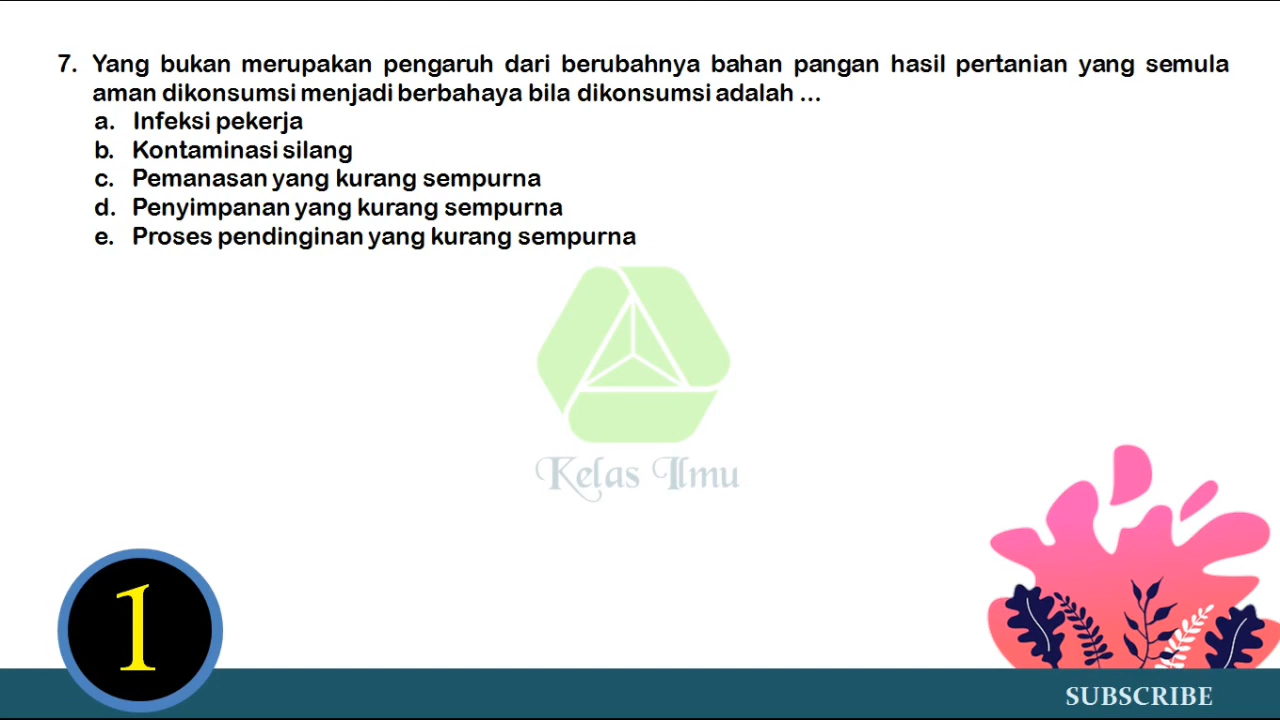 7. Yang bukan merupakan pengaruh dari berubahnya bahan pangan hasil pertanian yang semula
aman dikonsumsi menjadi berbahaya bila dikonsumsi adalah ...
a. Infeksi pekerja
b. Kontaminasi silang
c. Pemanasan yang kurang sempurna
d. Penyimpanan yang kurang sempurna
e. Proses pendinginan yang kurang sempurna
Kelas Ilmu
1
SUBSCRIBE